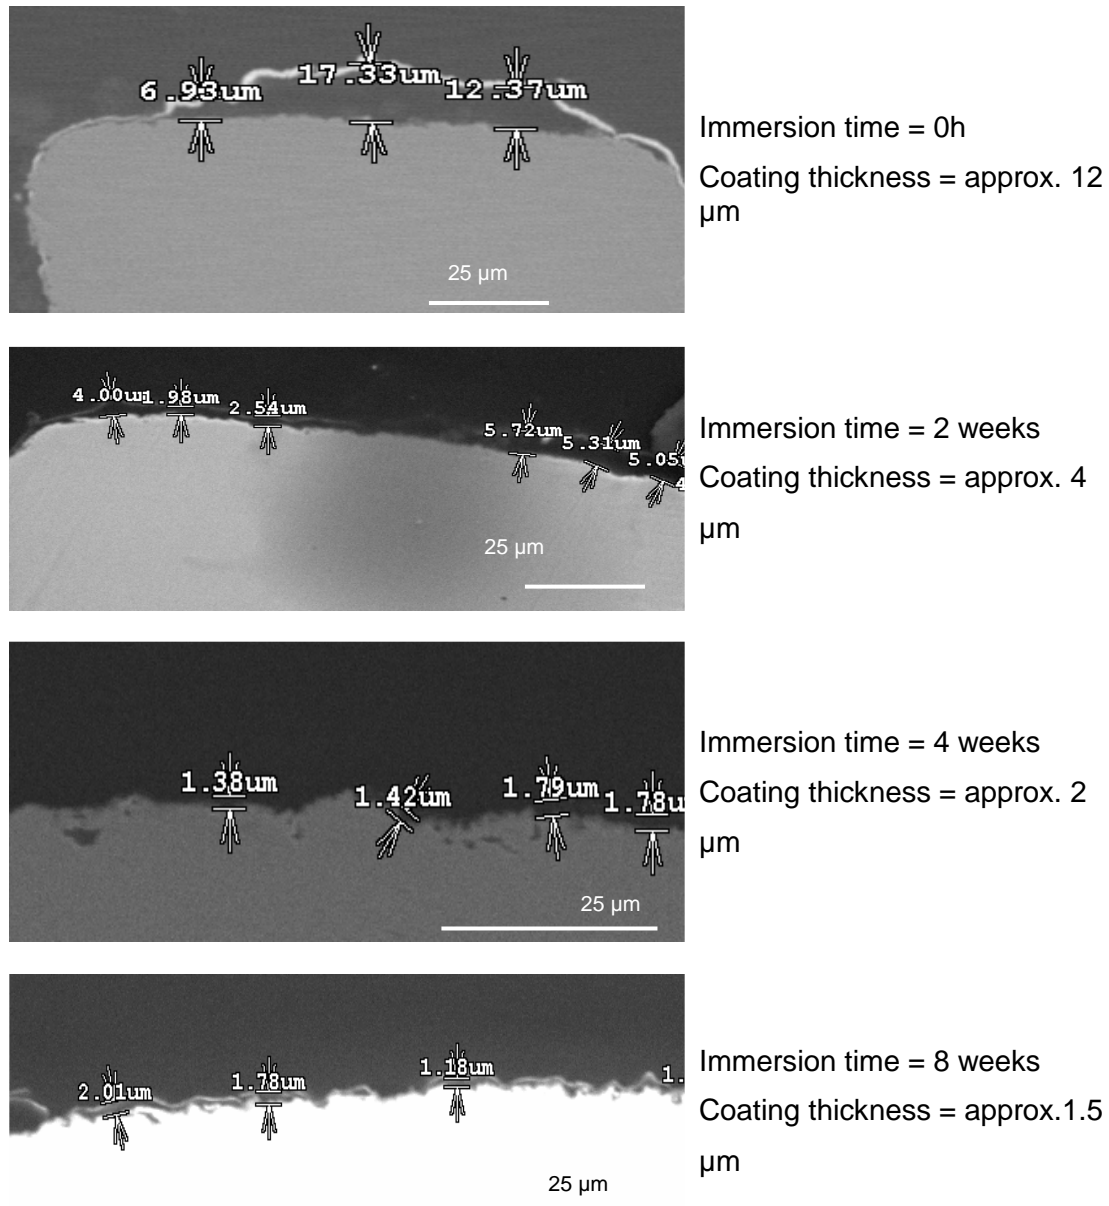 6.93um
17.33um
12.37um
25 µm
Immersion time = 0h
Coating thickness = approx. 12
µm
4.00um
1.98um
2.54um
5.72um
5.31um
25 µm
Immersion time = 2 weeks
Coating thickness = approx. 4
µm
1.38um
1.42um
1.79um
1.78u
25 µm
Immersion time = 4 weeks
Coating thickness = approx. 2
µm
2.01um
1.78um
1.18um
1.
25 µm
Immersion time = 8 weeks
Coating thickness = approx.1.5
µm